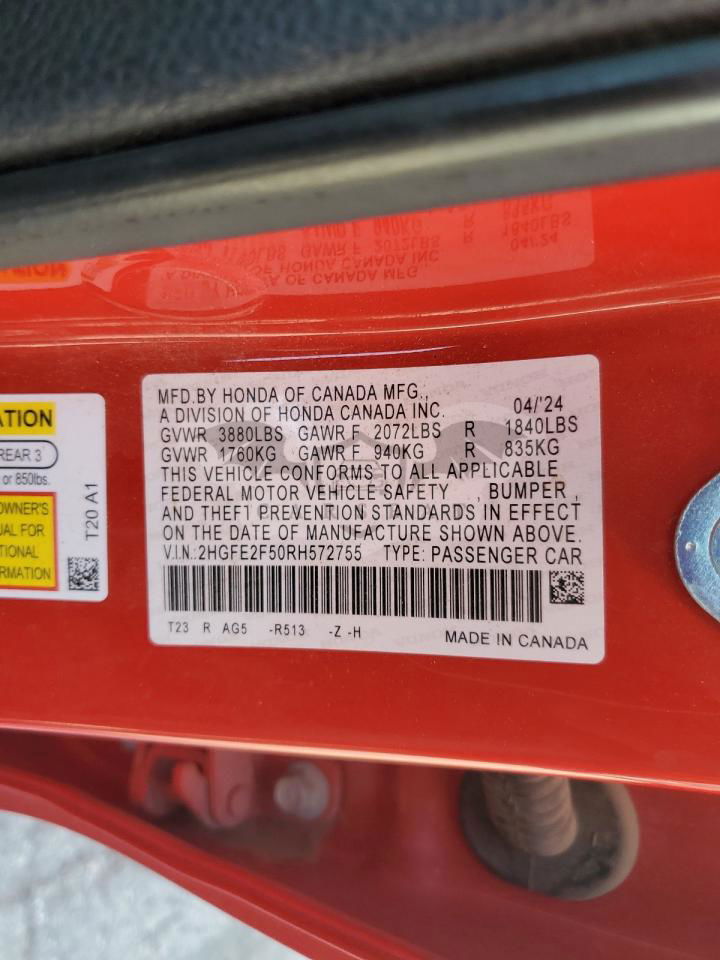 ATION
REAR 3
or 850lbs.
OWNER'S
UAL FOR
TIONAL
ORMATION
T20 A1
MFD.BY HONDA OF CANADA MFG.,
A DIVISION OF HONDA CANADA INC. 04/'24
GVWR 3880LBS GAWR F 2072LBS R 1840LBS
GVWR 1760KG GAWR F 940KG R 835KG
THIS VEHICLE CONFORMS TO ALL APPLICABLE
FEDERAL MOTOR VEHICLE SAFETY , BUMPER ,
AND THEFT PREVENTION STANDARDS IN EFFECT
ON THE DATE OF MANUFACTURE SHOWN ABOVE.
V.I.N.:2HGFE2F50RH572755 TYPE: PASSENGER CAR
T23 R AG5 -R513 -Z -H MADE IN CANADA